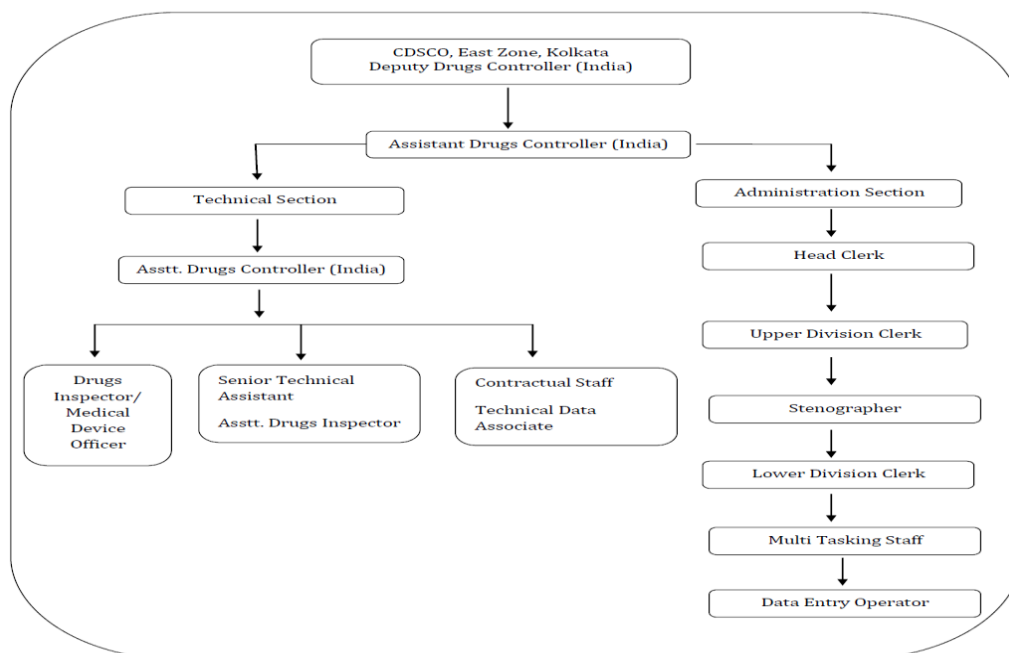 CDSCO, East Zone, Kolkata
Deputy Drugs Controller (India)
Assistant Drugs Controller (India)
Technical Section
Asstt. Drugs Controller (India)
Drugs
Inspector/
Medical
Device
Officer
Senior Technical
Assistant
Asstt. Drugs Inspector
Contractual Staff
Technical Data
Associate
Administration Section
Head Clerk
Upper Division Clerk
Stenographer
Lower Division Clerk
Multi Tasking Staff
Data Entry Operator